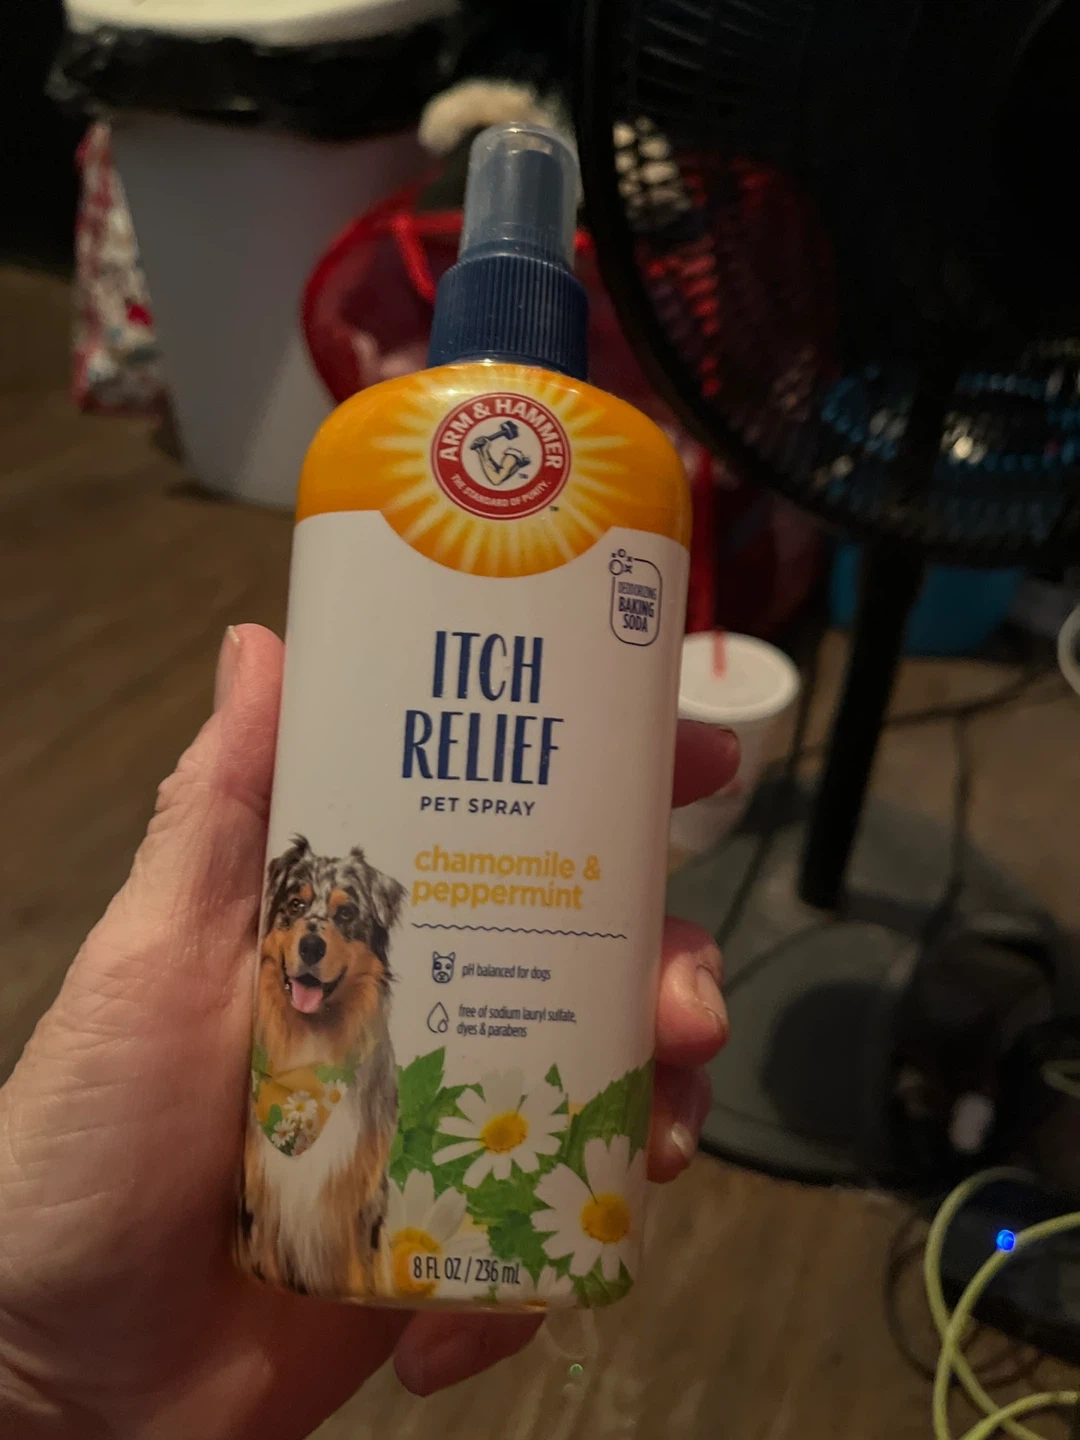 ARM & HAMMER
THE STANDARD OF PURITY.
™
DEODORIZING
BAKING
SODA
ITCH
RELIEF
PET SPRAY
chamomile &
peppermint
pH balanced for dogs
free of sodium lauryl sulfate,
dyes & parabens
8 FL OZ / 236 mL